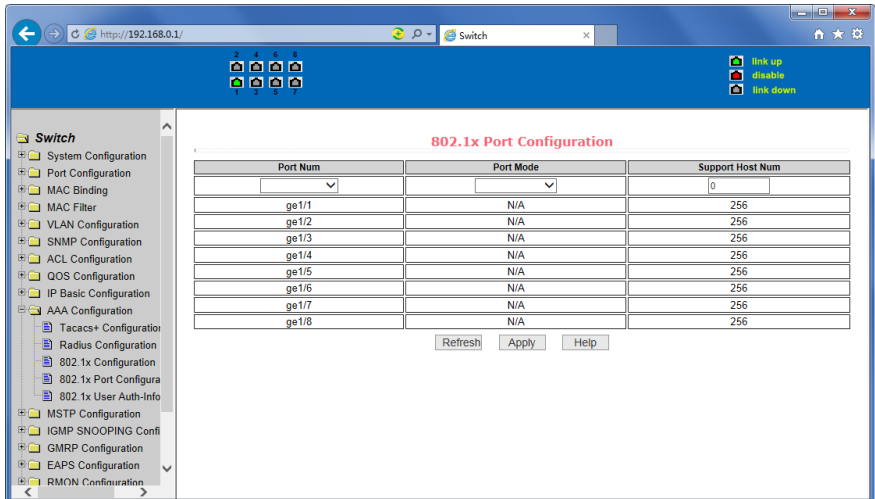 http://192.168.0.1/
Switch
2 4 6 8
1 3 5 7
link up
disable
link down
Switch
System Configuration
Port Configuration
MAC Binding
MAC Filter
VLAN Configuration
SNMP Configuration
ACL Configuration
QOS Configuration
IP Basic Configuration
AAA Configuration
Tacacs+ Configuration
Radius Configuration
802.1x Configuration
802.1x Port Configura
802.1x User Auth-Info
MSTP Configuration
IGMP SNOOPING Confi
GMRP Configuration
EAPS Configuration
RMON Configuration
802.1x Port Configuration
Port Num Port Mode Support Host Num
0
ge1/1 N/A 256
ge1/2 N/A 256
ge1/3 N/A 256
ge1/4 N/A 256
ge1/5 N/A 256
ge1/6 N/A 256
ge1/7 N/A 256
ge1/8 N/A 256
Refresh Apply Help